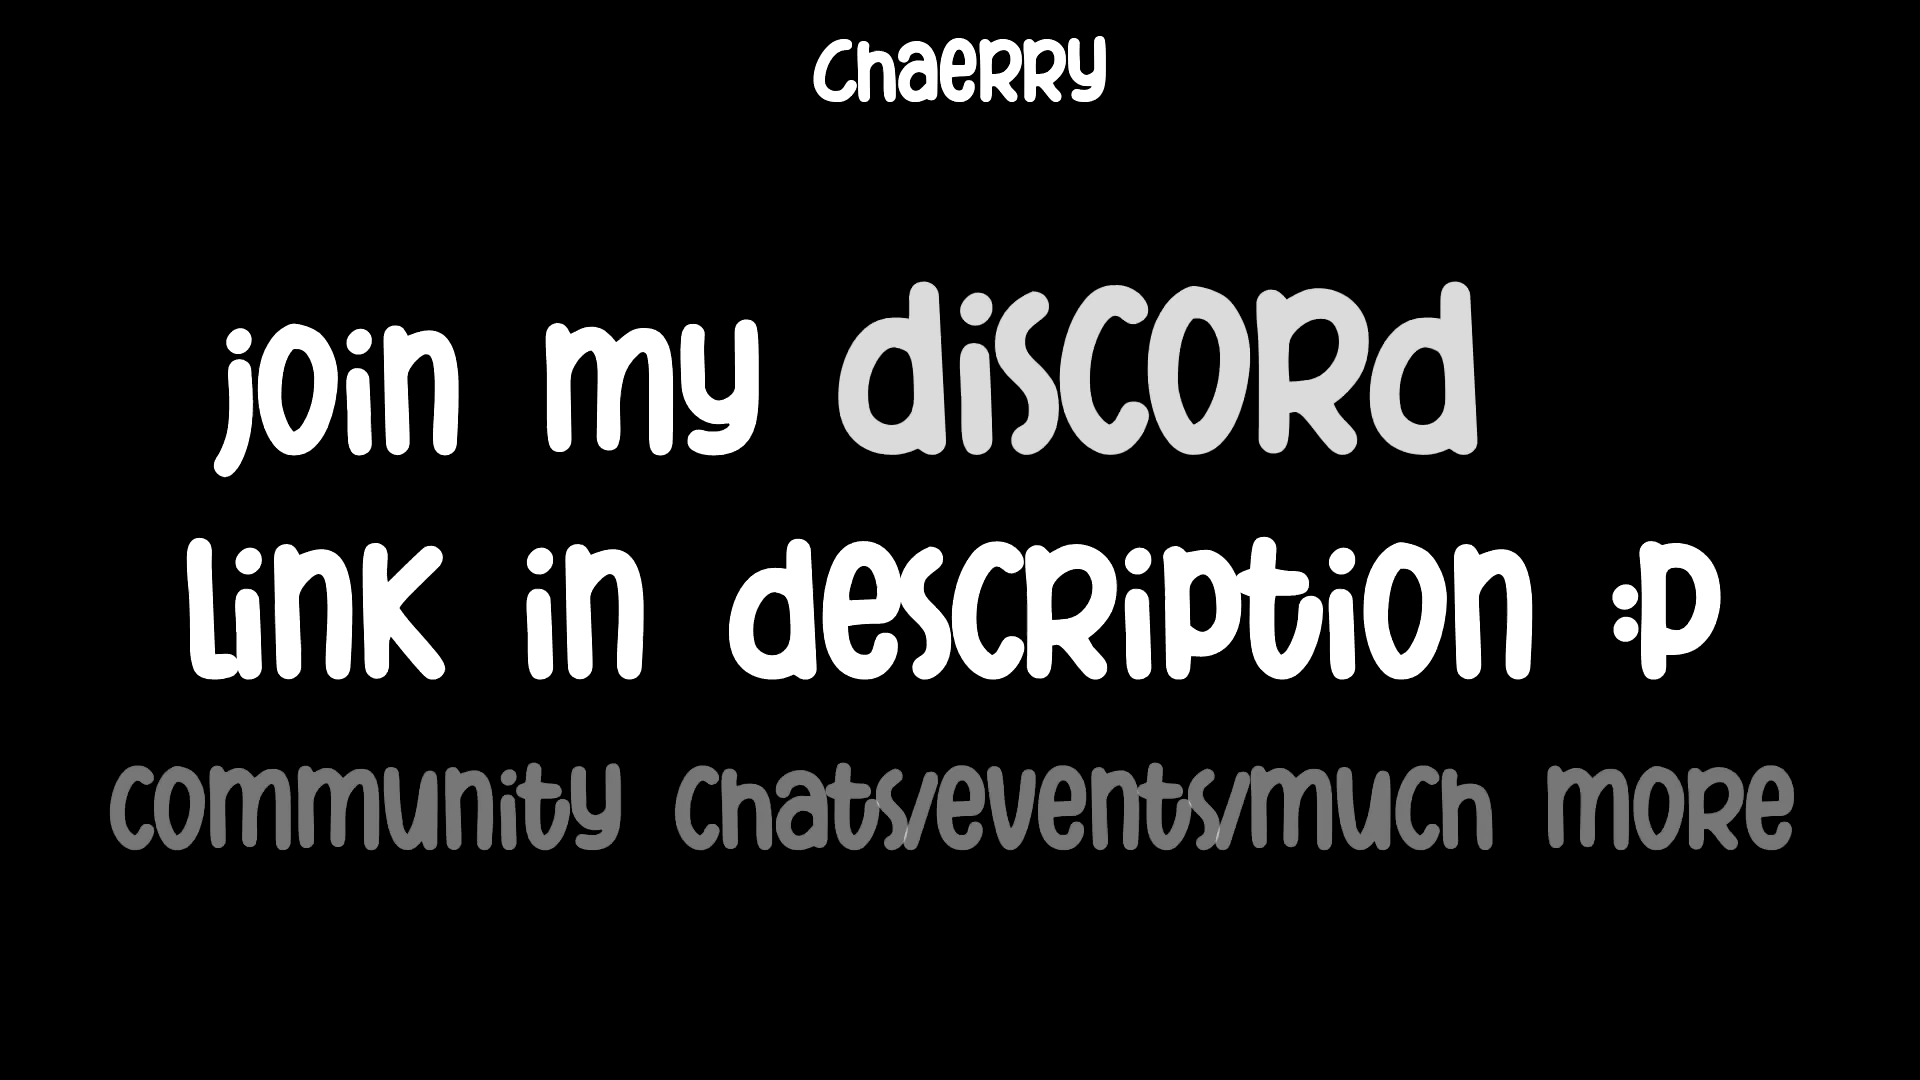 Chaerry
join my discord
Link in description :p
community chats/events/much more